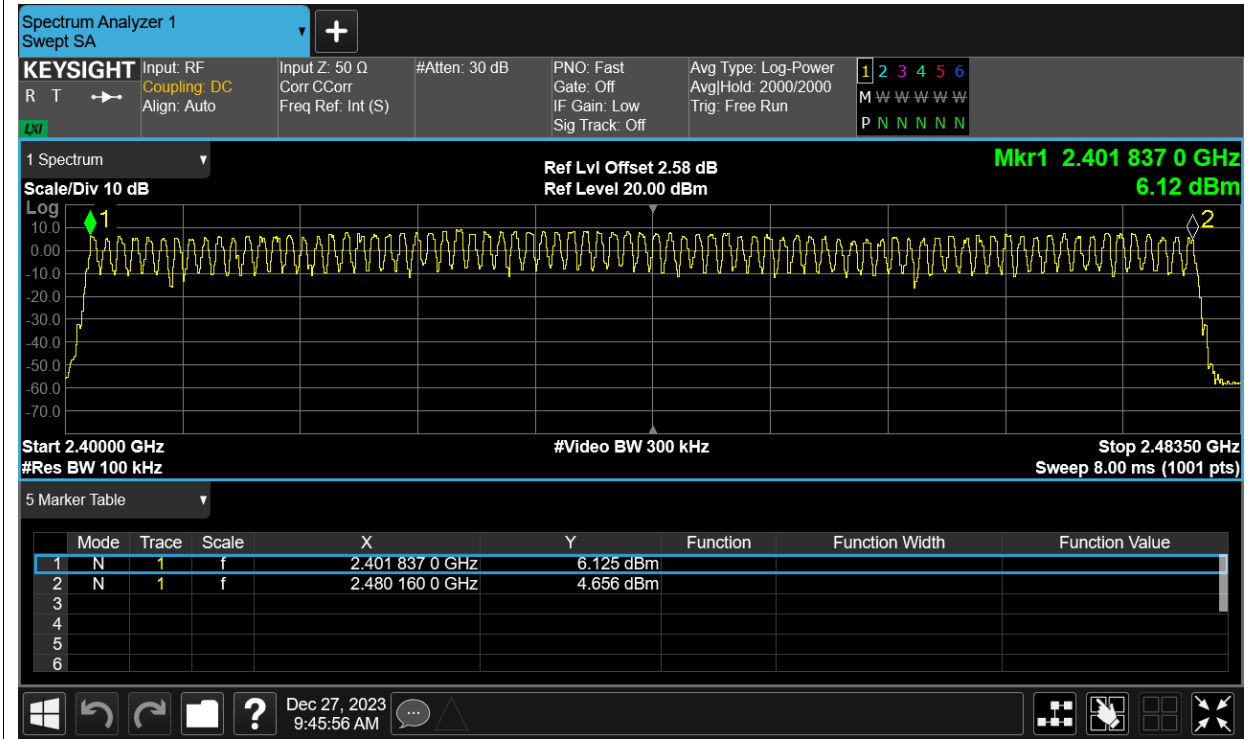 Spectrum Analyzer 1
Swept SA
+
KEYSIGHT Input: RF Input Z: 50 Ω #Atten: 30 dB PNO: Fast Avg Type: Log-Power 1 2 3 4 5 6
R T Coupling: DC Corr CCorr Gate: Off Avg|Hold: 2000/2000 M W W W W W
Align: Auto Freq Ref: Int (S) IF Gain: Low Trig: Free Run
LXI Sig Track: Off P N N N N N
1 Spectrum
Ref Lvl Offset 2.58 dB Mkr1 2.401 837 0 GHz
Scale/Div 10 dB Ref Level 20.00 dBm 6.12 dBm
Log
1 2
10.0
0.00
-10.0
-20.0
-30.0
-40.0
-50.0
-60.0
-70.0
Start 2.40000 GHz #Video BW 300 kHz Stop 2.48350 GHz
#Res BW 100 kHz Sweep 8.00 ms (1001 pts)
5 Marker Table
Mode Trace Scale X Y Function Function Width Function Value
1 N 1 f 2.401 837 0 GHz 6.125 dBm
2 N 1 f 2.480 160 0 GHz 4.656 dBm
3
4
5
6
? Dec 27, 2023
9:45:56 AM